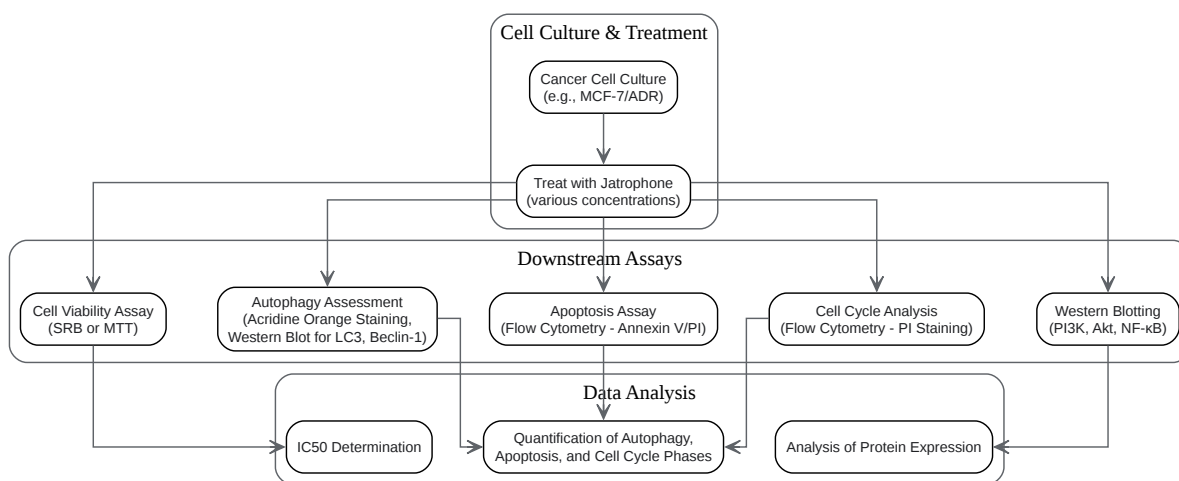 Cell Culture & Treatment
Cancer Cell Culture
(e.g., MCF-7/ADR)
Treat with Jatrophone
(various concentrations)
Downstream Assays
Cell Viability Assay
(SRB or MTT)
Autophagy Assessment
(Acridine Orange Staining,
Western Blot for LC3, Beclin-1)
Apoptosis Assay
(Flow Cytometry - Annexin V/PI)
Cell Cycle Analysis
(Flow Cytometry - PI Staining)
Western Blotting
(PI3K, Akt, NF-κB)
Data Analysis
IC50 Determination
Quantification of Autophagy,
Apoptosis, and Cell Cycle Phases
Analysis of Protein Expression